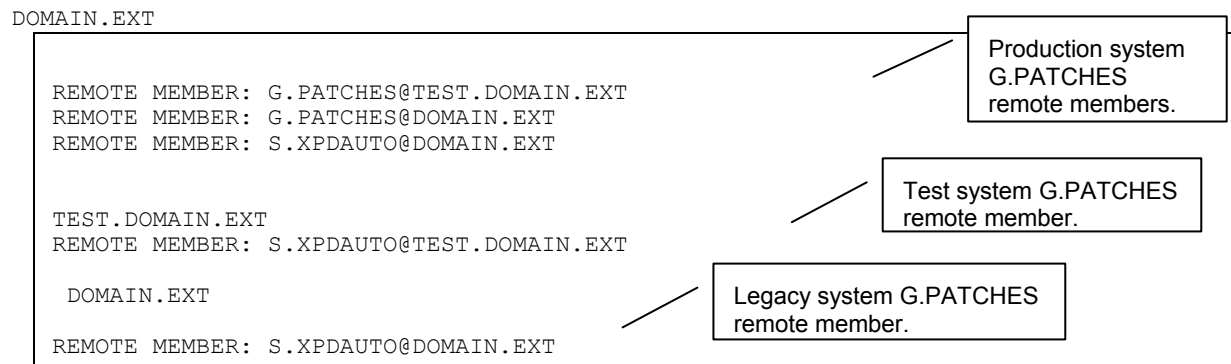 DOMAIN.EXT
Production system
G.PATCHES
remote members.
REMOTE MEMBER: G.PATCHES@TEST.DOMAIN.EXT
REMOTE MEMBER: G.PATCHES@DOMAIN.EXT
REMOTE MEMBER: S.XPDAUTO@DOMAIN.EXT
Test system G.PATCHES
remote member.
TEST.DOMAIN.EXT
REMOTE MEMBER: S.XPDAUTO@TEST.DOMAIN.EXT
DOMAIN.EXT
Legacy system G.PATCHES
remote member.
REMOTE MEMBER: S.XPDAUTO@DOMAIN.EXT